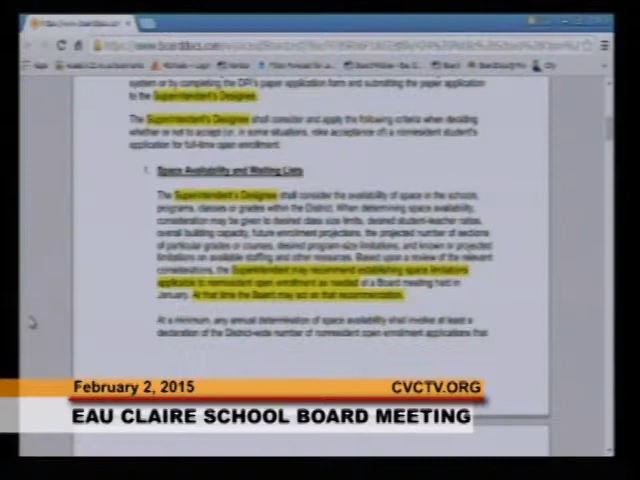 system or by completing the DPI's paper application form and submitting the paper application
to the Superintendent's Designee.
The Superintendent's Designee shall consider and apply the following criteria when deciding
whether or not to accept (or, in some situations, revoke acceptance of) a nonresident student's
application for full-time open enrollment:
1. Space Availability and Waiting Lists
The Superintendent's Designee shall consider the availability of space in the schools,
programs, classes or grades within the District. When determining space availability,
consideration may be given to desired class size limits, desired student-teacher ratios,
overall building capacity, future enrollment projections, the projected number of sections
of particular grades or courses, desired program-size limitations, and known or projected
limitations on available staffing and other resources. Based upon a review of the relevant
considerations, the Superintendent may recommend establishing space limitations
applicable to nonresident open enrollment as needed at a Board meeting held in
January. At that time the Board may act on that recommendation.
At a minimum, any annual determination of space availability shall involve at least a
declaration of the District-wide number of nonresident open enrollment applications that
February 2, 2015 CVCTV.ORG
EAU CLAIRE SCHOOL BOARD MEETING